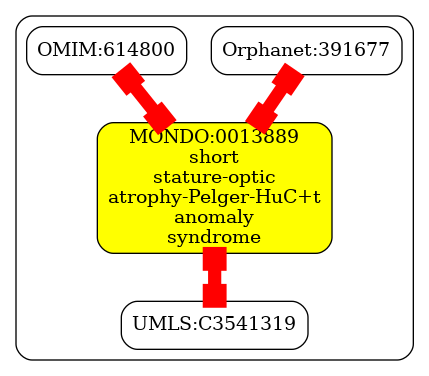 OMIM:614800
Orphanet:391677
MONDO:0013889
short
stature-optic
atrophy-Pelger-HuC+t
anomaly
syndrome
UMLS:C3541319